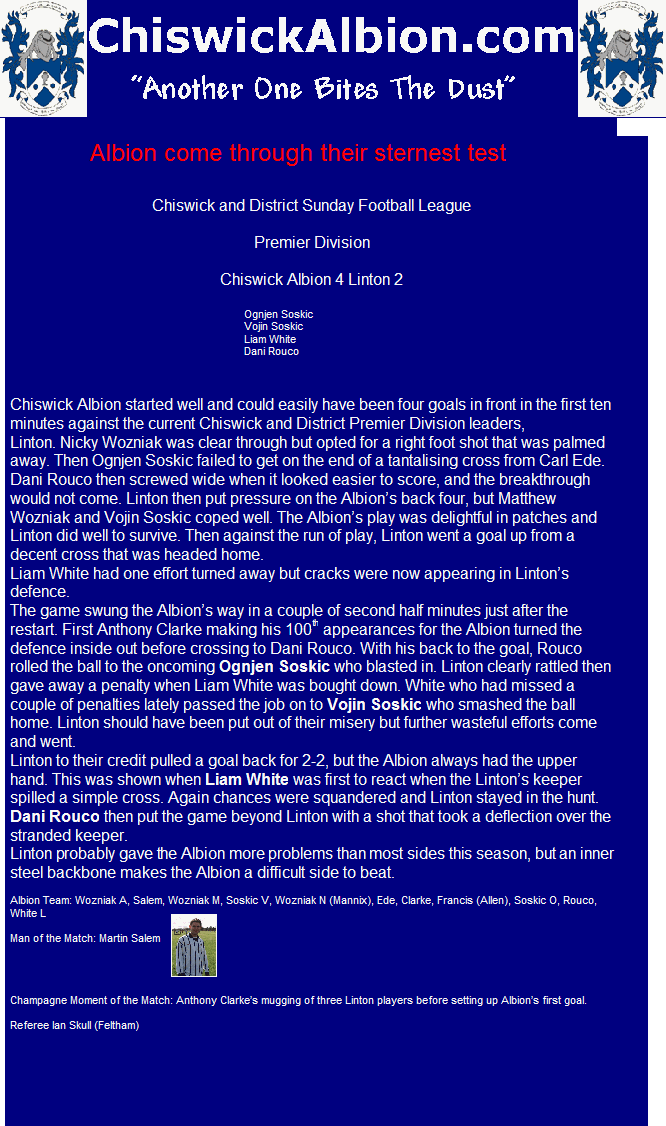 ChiswickAlbion.com
"Another One Bites The Dust"
Albion come through their sternest test
Chiswick and District Sunday Football League
Premier Division
Chiswick Albion 4 Linton 2
Ognjen Soskic
Vojin Soskic
Liam White
Dani Rouco
Chiswick Albion started well and could easily have been four goals in front in the first ten
minutes against the current Chiswick and District Premier Division leaders,
Linton. Nicky Wozniak was clear through but opted for a right foot shot that was palmed
away. Then Ognjen Soskic failed to get on the end of a tantalising cross from Carl Ede.
Dani Rouco then screwed wide when it looked easier to score, and the breakthrough
would not come. Linton then put pressure on the Albion's back four, but Matthew
Wozniak and Vojin Soskic coped well. The Albion's play was delightful in patches and
Linton did well to survive. Then against the run of play, Linton went a goal up from a
decent cross that was headed home.
Liam White had one effort turned away but cracks were now appearing in Linton's
defence.
The game swung the Albion's way in a couple of second half minutes just after the
restart. First Anthony Clarke making his 100th appearances for the Albion turned the
defence inside out before crossing to Dani Rouco. With his back to the goal, Rouco
rolled the ball to the oncoming Ognjen Soskic who blasted in. Linton clearly rattled then
gave away a penalty when Liam White was bought down. White who had missed a
couple of penalties lately passed the job on to Vojin Soskic who smashed the ball
home. Linton should have been put out of their misery but further wasteful efforts come
and went.
Linton to their credit pulled a goal back for 2-2, but the Albion always had the upper
hand. This was shown when Liam White was first to react when the Linton's keeper
spilled a simple cross. Again chances were squandered and Linton stayed in the hunt.
Dani Rouco then put the game beyond Linton with a shot that took a deflection over the
stranded keeper.
Linton probably gave the Albion more problems than most sides this season, but an inner
steel backbone makes the Albion a difficult side to beat.
Albion Team: Wozniak A, Salem, Wozniak M, Soskic V, Wozniak N (Mannix), Ede, Clarke, Francis (Allen), Soskic O, Rouco,
White L
Man of the Match: Martin Salem
Champagne Moment of the Match: Anthony Clarke's mugging of three Linton players before setting up Albion's first goal.
Referee Ian Skull (Feltham)